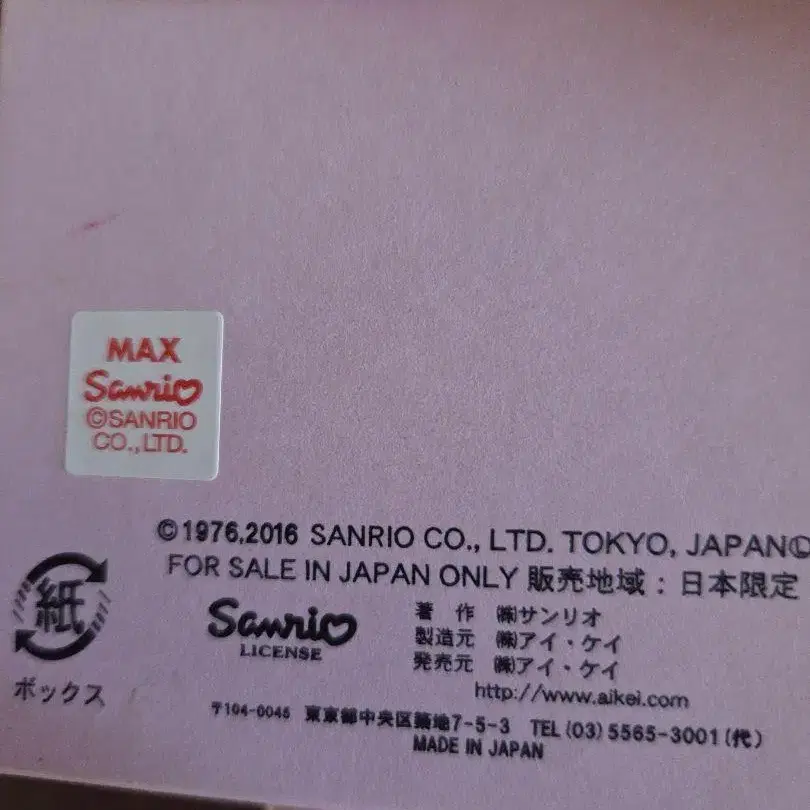 MAX
Sanrio
©SANRIO
CO.,LTD.
©1976,2016 SANRIO CO., LTD. TOKYO, JAPANⓁ
FOR SALE IN JAPAN ONLY 販売地域：日本限定
紙
ボックス
Sanrio
LICENSE
著 作 ㈱サンリオ
製造元 ㈱アイ・ケイ
発売元 ㈱アイ・ケイ
http://www.aikei.com
〒104-0045 東京都中央区築地7-5-3 TEL(03)5565-3001(代)
MADE IN JAPAN